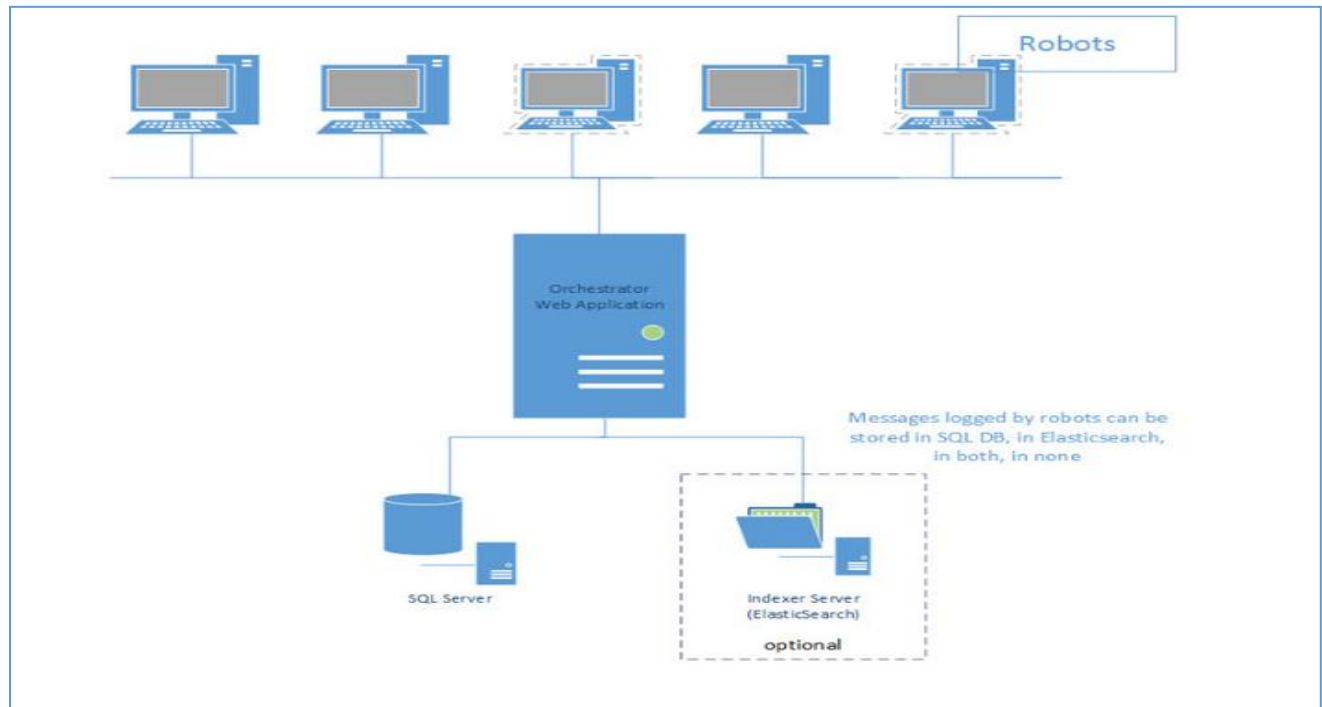 Robots
Orchestrator
Web Application
Messages logged by robots can be
stored in SQL DB, in Elasticsearch,
in both, in none
SQL Server
Indexer Server
(ElasticSearch)
optional